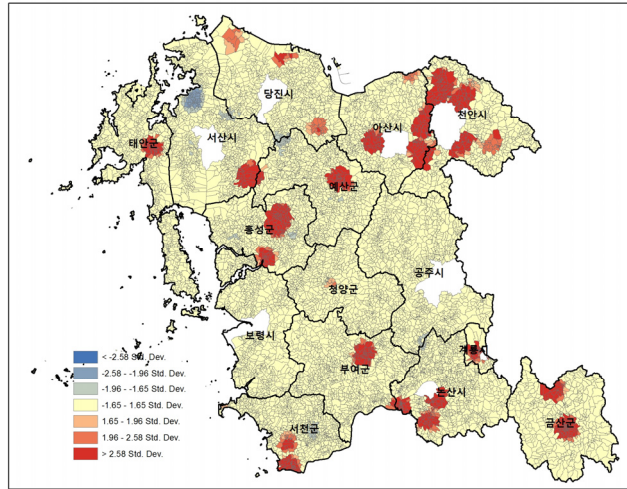 당진시
천안시
아산시
서산시
태안군
예산군
홍성군
공주시
청양군
보령시
계룡시
부여군
논산시
금산군
서천군
< -2.58 Std. Dev.
-2.58 - -1.96 Std. Dev.
-1.96 - -1.65 Std. Dev.
-1.65 - 1.65 Std. Dev.
1.65 - 1.96 Std. Dev.
1.96 - 2.58 Std. Dev.
> 2.58 Std. Dev.